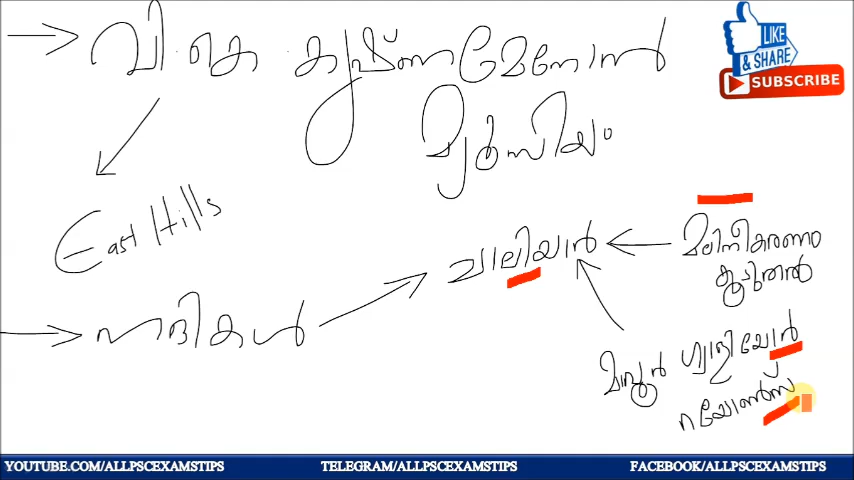 LIKE
& SHARE
SUBSCRIBE
വി.കെ കൃഷ്ണമേനോൻ
മ്യൂസിയം
East Hills
ചാലിയാർ
മലിനീകരണം
കൂടുതൽ
നദികൾ
മാവൂർ ഗ്വാളിയോർ
റയോൺസ്
YOUTUBE.COM/ALLPSCEXAMSTIPS TELEGRAM/ALLPSCEXAMSTIPS FACEBOOK/ALLPSCEXAMSTIPS